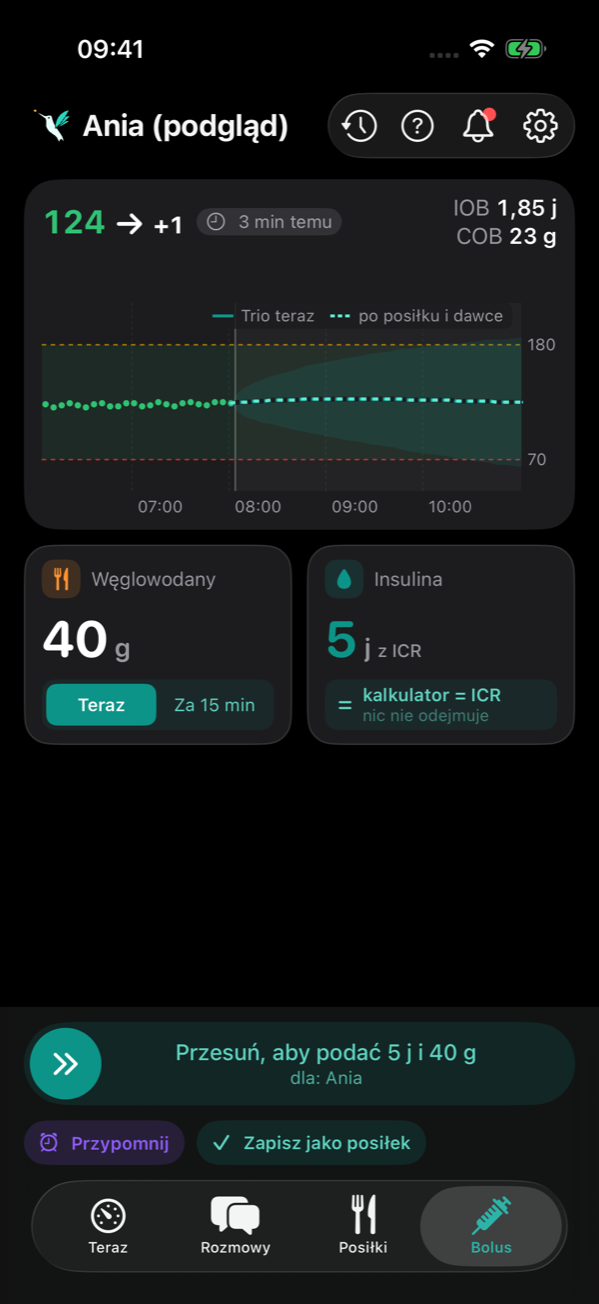 09:41
Ania (podgląd)
124 → +1 3 min temu
IOB 1,85 j
COB 23 g
Trio teraz po posiłku i dawce
180
70
07:00 08:00 09:00 10:00
Węglowodany
40 g
Teraz Za 15 min
Insulina
5 j z ICR
= kalkulator = ICR
nic nie odejmuje
Przesuń, aby podać 5 j i 40 g
dla: Ania
Przypomnij Zapisz jako posiłek
Teraz Rozmowy Posiłki Bolus